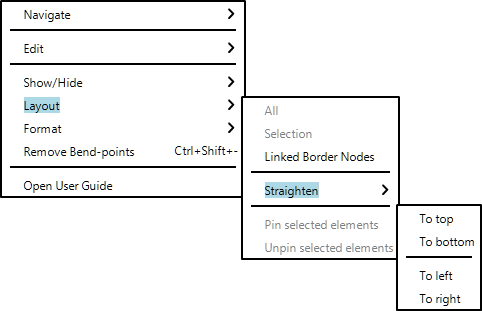 Navigate
Edit
Show/Hide
Layout
Format
Remove Bend-points Ctrl+Shift+-
Open User Guide
All
Selection
Linked Border Nodes
Straighten
Pin selected elements
Unpin selected elements
To top
To bottom
To left
To right